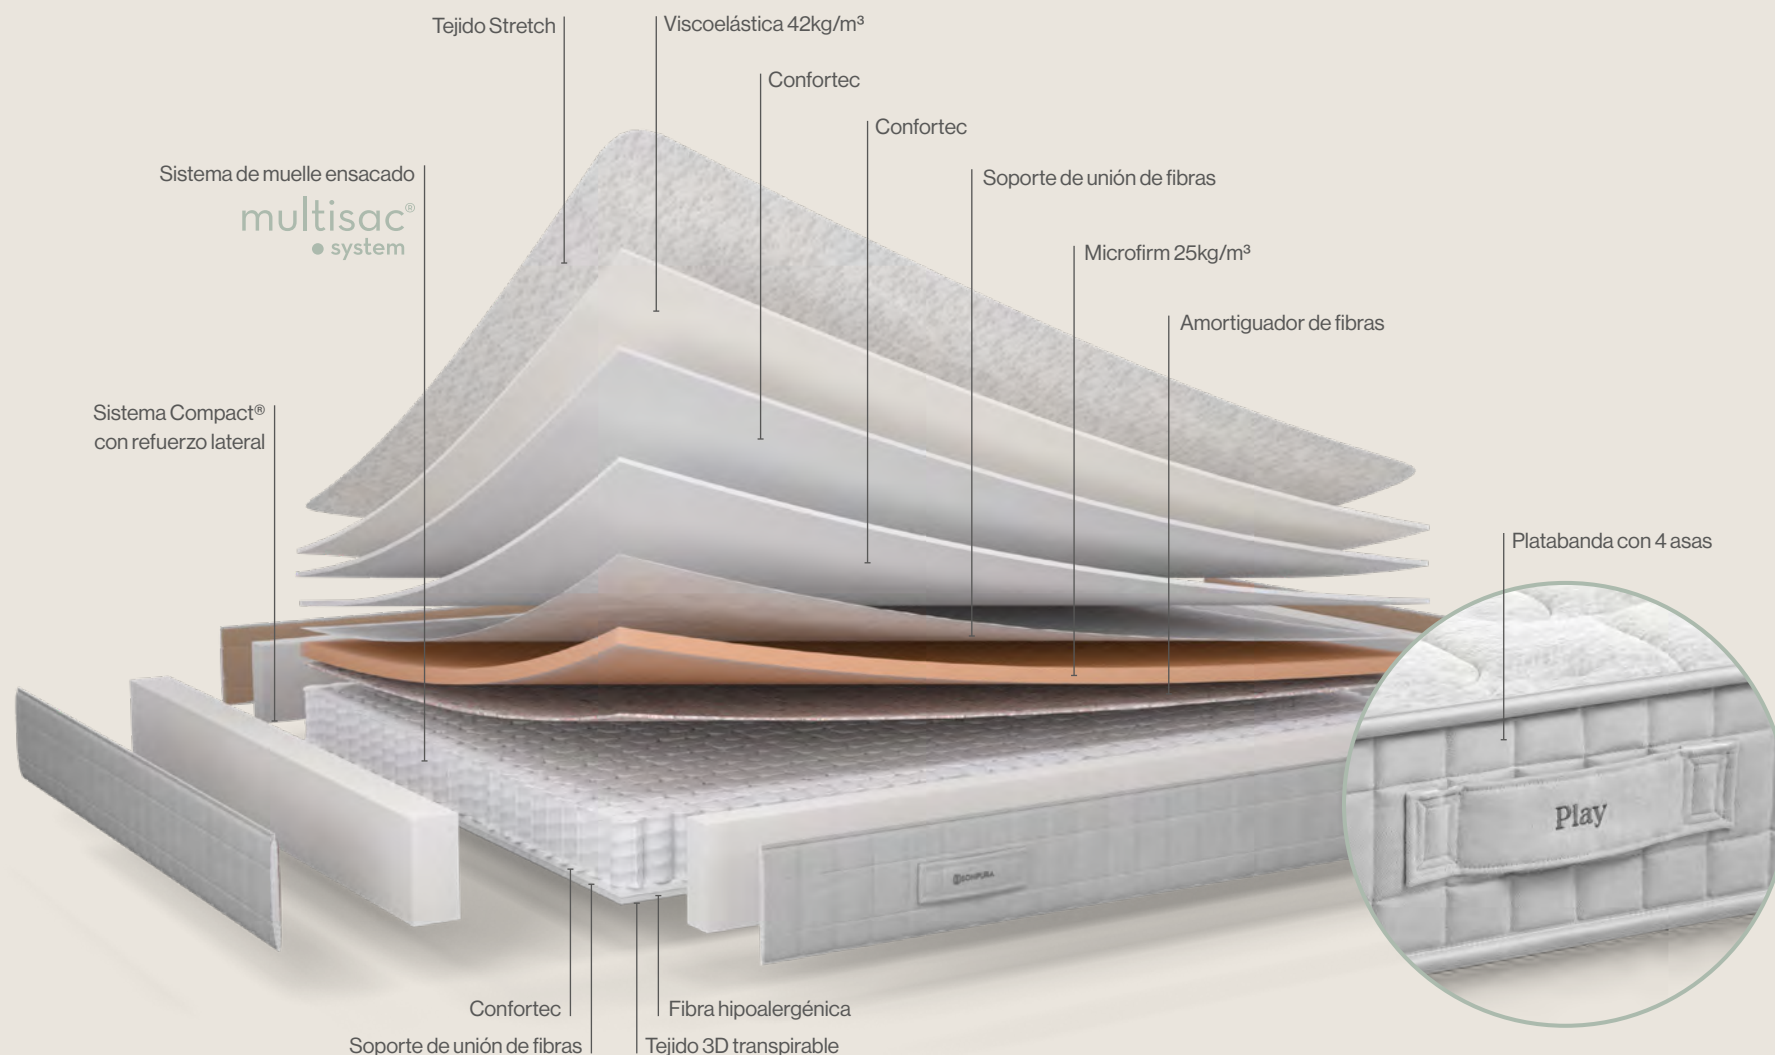 Tejido Stretch
Viscoelástica 42kg/m³
Confortec
Confortec
Sistema de muelle ensacado
multisac®
system
Soporte de unión de fibras
Microfirm 25kg/m³
Amortiguador de fibras
Sistema Compact®
con refuerzo lateral
Platabanda con 4 asas
Play
SONPURA
Confortec
Fibra hipoalergénica
Soporte de unión de fibras
Tejido 3D transpirable